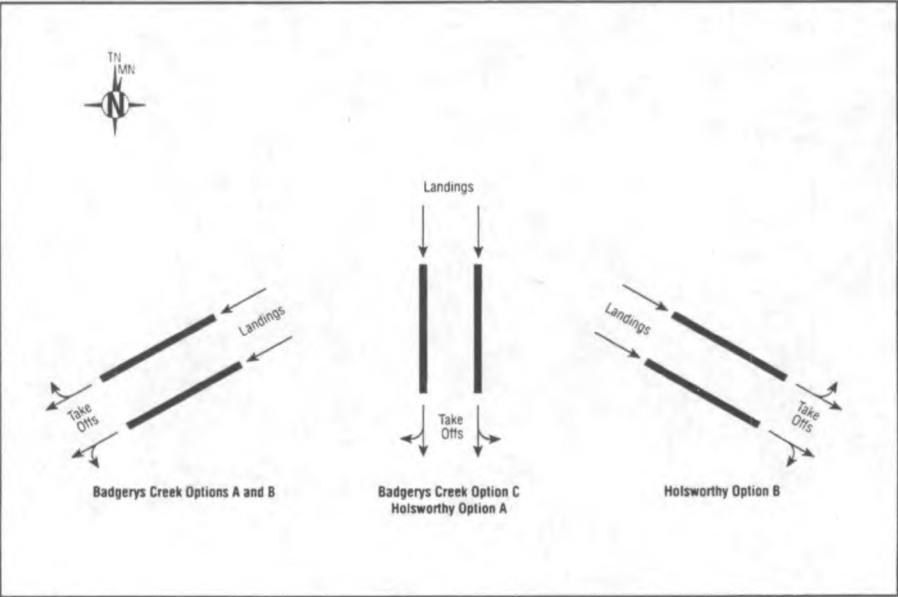 TN
MN
N
Landings
Landings
Take
Offs
Badgerys Creek Options A and B
Take
Offs
Badgerys Creek Option C
Holsworthy Option A
Landings
Take
Offs
Holsworthy Option B